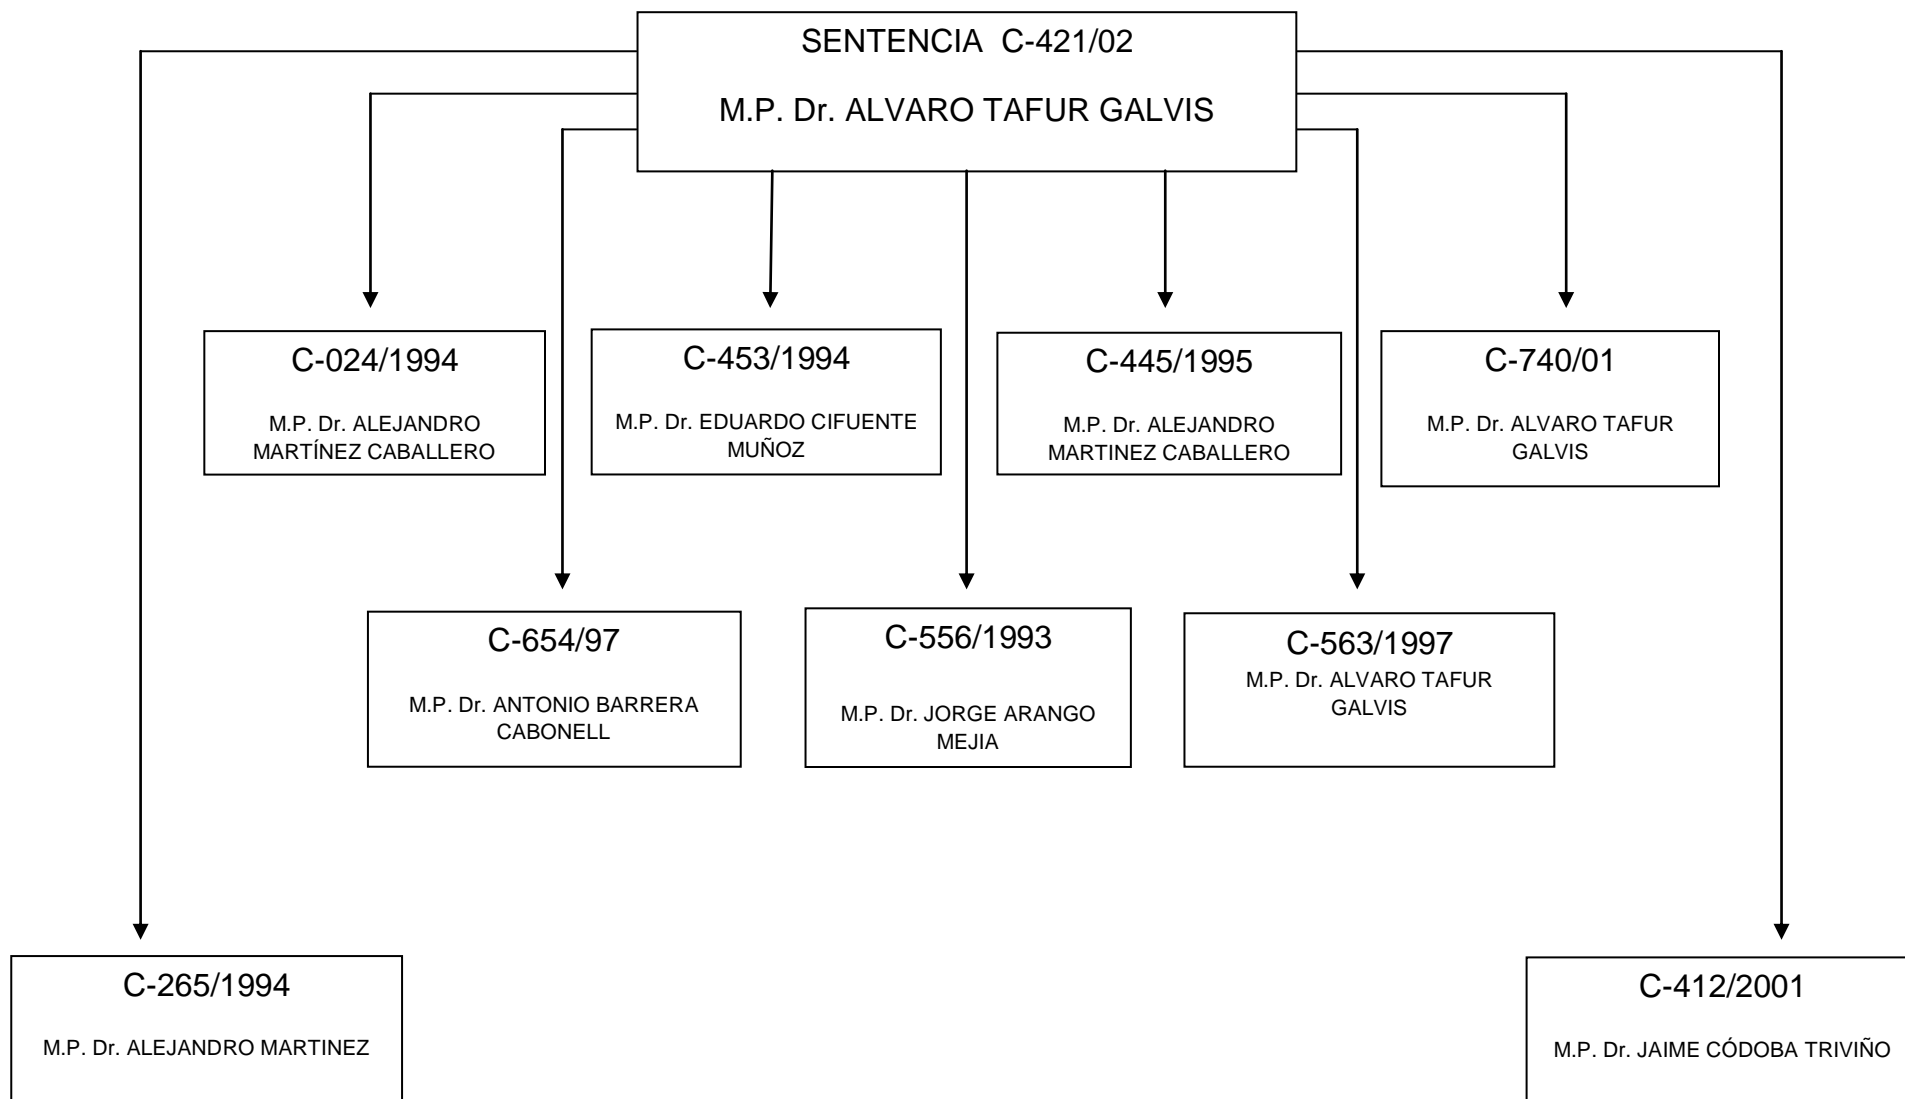 SENTENCIA C-421/02
M.P. Dr. ALVARO TAFUR GALVIS
C-024/1994
M.P. Dr. ALEJANDRO
MARTÍNEZ CABALLERO
C-453/1994
M.P. Dr. EDUARDO CIFUENTE
MUÑOZ
C-445/1995
M.P. Dr. ALEJANDRO
MARTINEZ CABALLERO
C-740/01
M.P. Dr. ALVARO TAFUR
GALVIS
C-654/97
M.P. Dr. ANTONIO BARRERA
CABONELL
C-556/1993
M.P. Dr. JORGE ARANGO
MEJIA
C-563/1997
M.P. Dr. ALVARO TAFUR
GALVIS
C-265/1994
M.P. Dr. ALEJANDRO MARTINEZ
C-412/2001
M.P. Dr. JAIME CÓDOBA TRIVIÑO